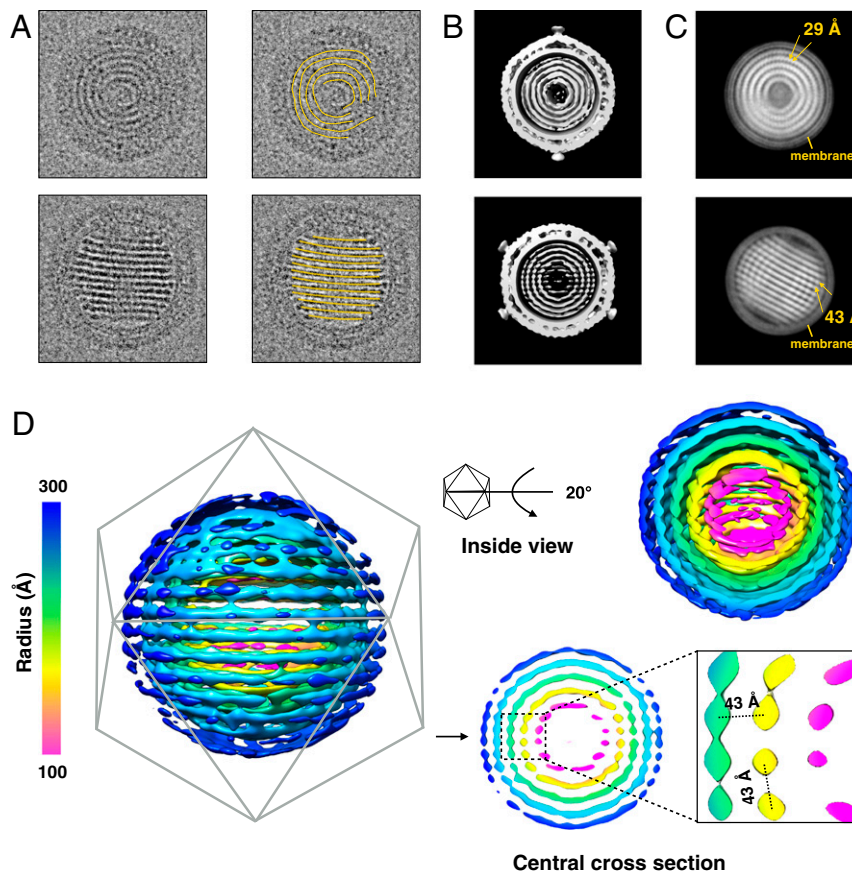 A
B
C
29 Å
membrane
43 Å
membrane
D
300
Radius (Å)
100
20°
Inside view
43 Å
43 Å
Central cross section